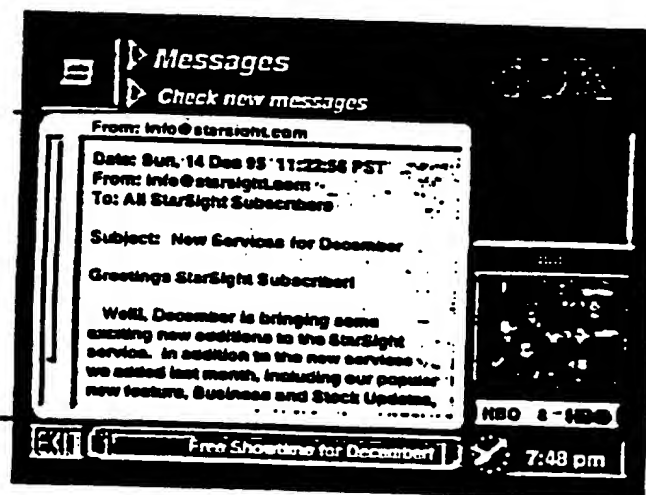 Messages
Check new messages
From: info@starsight.com
Date: Sun, 14 Dec 95 11:22:56 PST
From: info@starsight.com
To: All StarSight Subscribers
Subject: New Services for December
Greetings StarSight Subscriber!
Well, December is bringing some
exciting new additions to the StarSight
service. In addition to the new services
we added last month, including our popular
new feature, Business and Stock Updates,
HBO
EXIT
Free Showtime for December!
7:48 pm